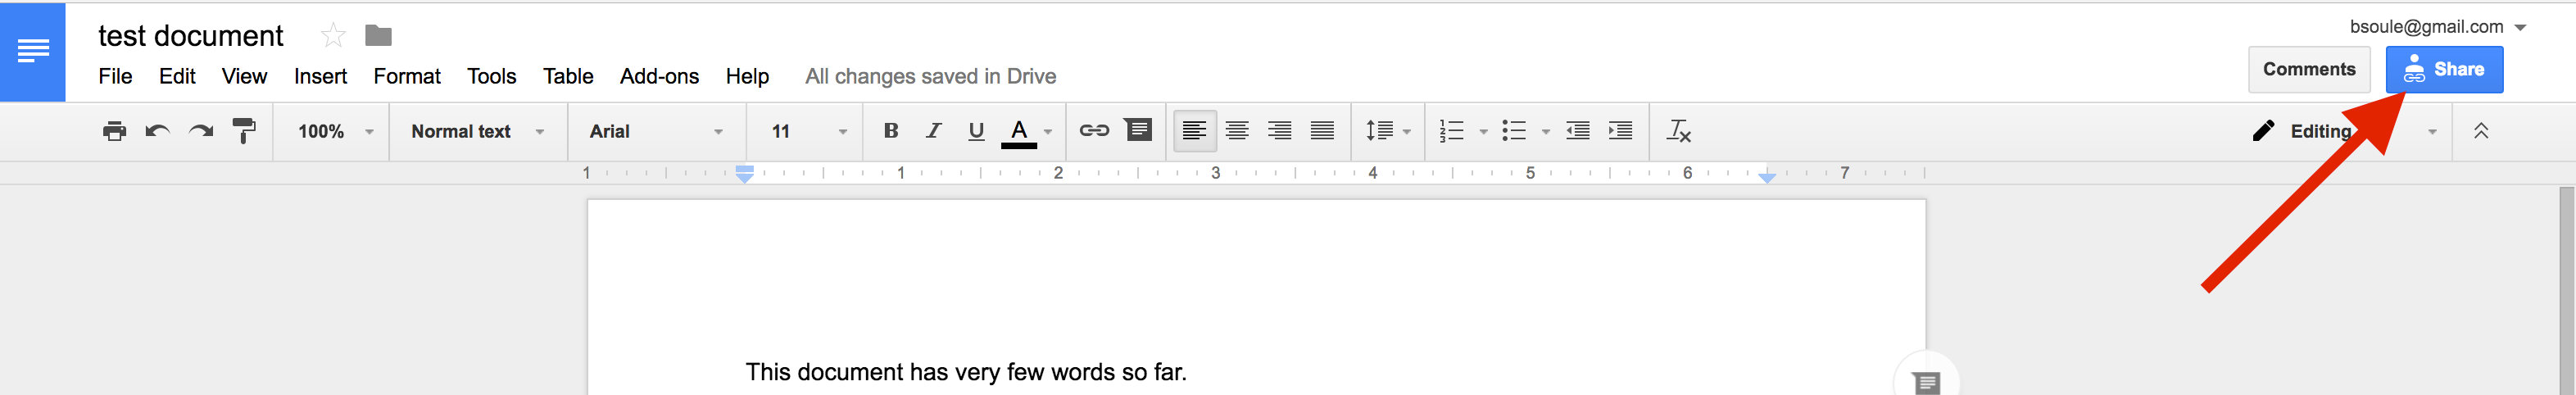 test document
bsoule@gmail.com
File Edit View Insert Format Tools Table Add-ons Help All changes saved in Drive
Comments Share
100% Normal text Arial 11 B I U A Editing
1 1 2 3 4 5 6 7
This document has very few words so far.